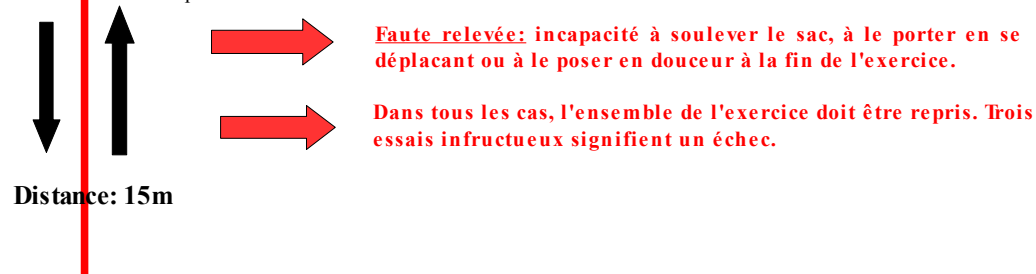 Faute relevée: incapacité à soulever le sac, à le porter en se
déplacant ou à le poser en douceur à la fin de l'exercice.
Dans tous les cas, l'ensemble de l'exercice doit être repris. Trois
essais infructueux signifient un échec.
Distance: 15m